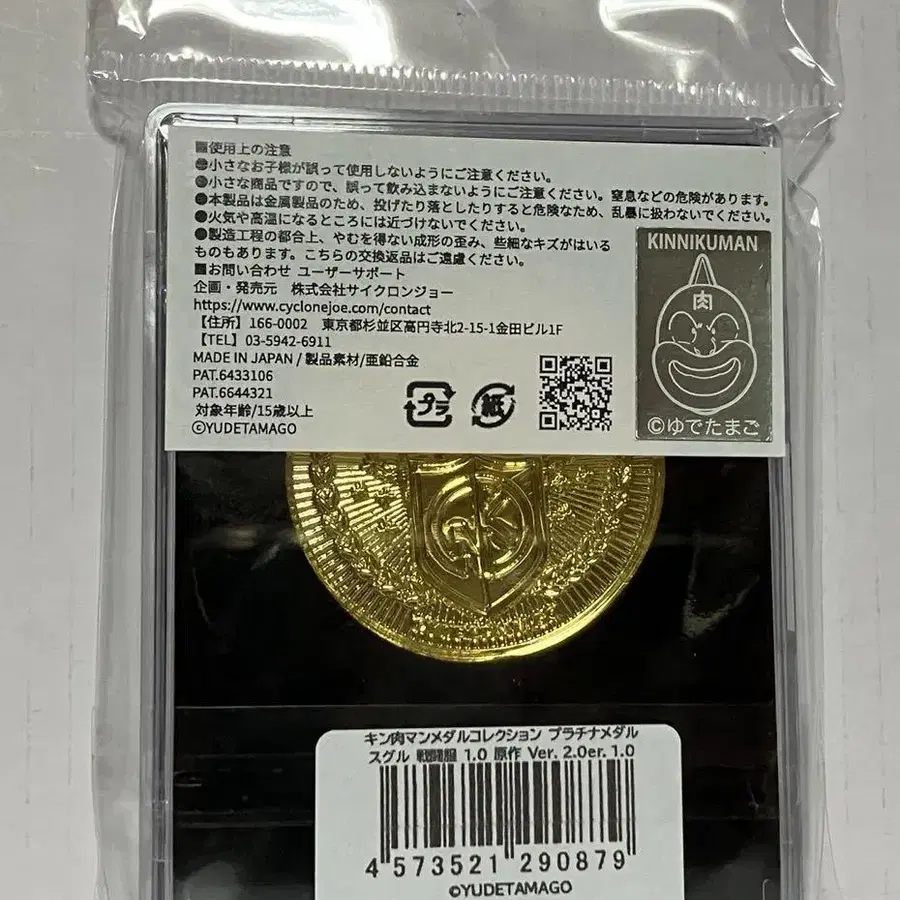 ■使用上の注意
●小さなお子様が誤って使用しないようにご注意ください。
●小さな商品ですので、誤って飲み込まないようにご注意ください。窒息などの危険があります。
●本製品は金属製品のため、投げたり落としたりすると危険なため、乱暴に扱わないでください。
●火気や高温になるところには近づけないでください。
●製造工程の都合上、やむを得ない成形の歪み、些細なキズがはいる
ものもあります。こちらの交換返品はご遠慮ください。
■お問い合わせ ユーザーサポート
企画・発売元 株式会社サイクロンジョー
https://www.cyclonejoe.com/contact
【住所】166-0002 東京都杉並区高円寺北2-15-1金田ビル1F
【TEL】03-5942-6911
MADE IN JAPAN / 製品素材/亜鉛合金
PAT.6433106
PAT.6644321
対象年齢/15歳以上
©YUDETAMAGO
プラ
紙
KINNIKUMAN
肉
©ゆでたまご
キン肉マンメダルコレクション プラチナメダル
スグル 戦闘服 1.0 原作 Ver. 2.0er. 1.0
4 573521 290879
©YUDETAMAGO